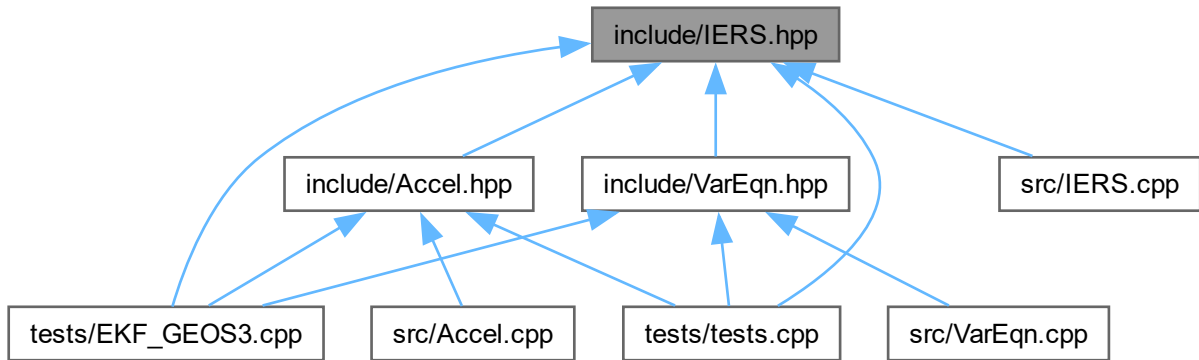 include/IERS.hpp
include/Accel.hpp
include/VarEqn.hpp
src/IERS.cpp
tests/EKF_GEOS3.cpp
src/Accel.cpp
tests/tests.cpp
src/VarEqn.cpp